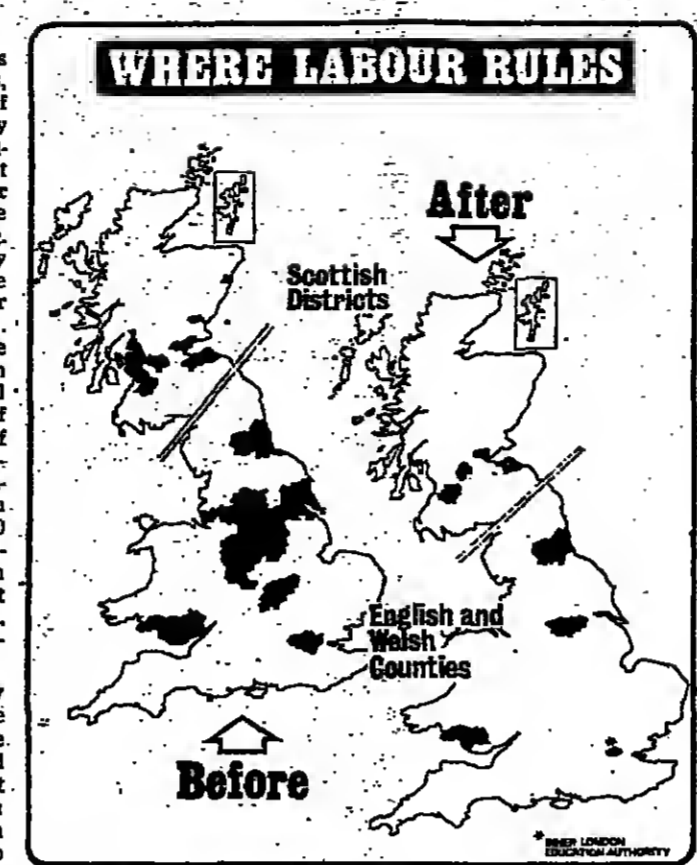 WHERE LABOUR RULES
After
Scottish
Districts
English and
Welsh
Counties
Before
* INNER LONDON
EDUCATION AUTHORITY